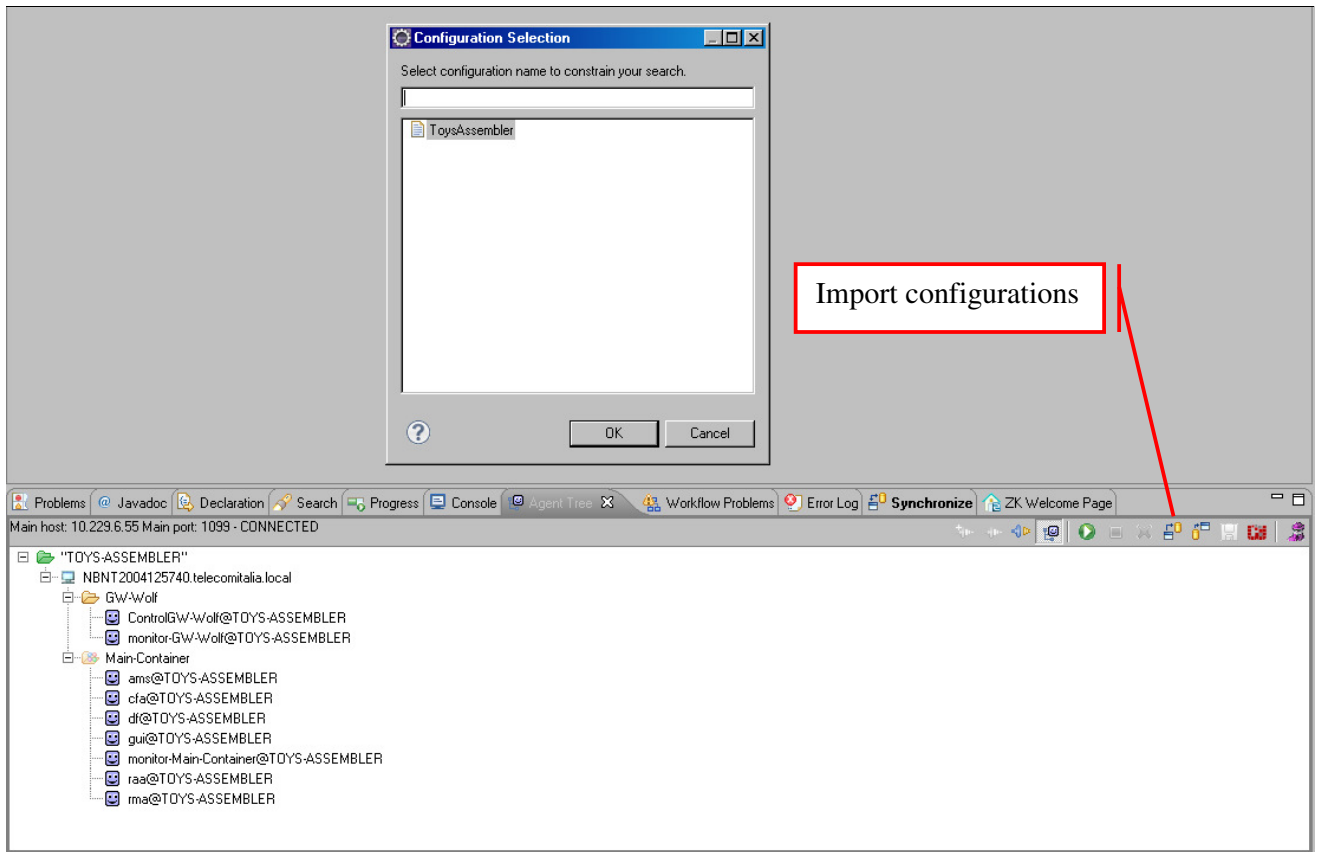 Configuration Selection
Select configuration name to constrain your search.
ToysAssembler
OK Cancel
Import configurations
Problems Javadoc Declaration Search Progress Console Agent Tree Workflow Problems Error Log Synchronize ZK Welcome Page
Main host: 10.229.6.55 Main port: 1099 - CONNECTED
"TOYS-ASSEMBLER"
NBNT2004125740.telecomitalia.local
GW-Wolf
ControlGW-Wolf@TOYS-ASSEMBLER
monitor-GW-Wolf@TOYS-ASSEMBLER
Main-Container
ams@TOYS-ASSEMBLER
cfa@TOYS-ASSEMBLER
df@TOYS-ASSEMBLER
gui@TOYS-ASSEMBLER
monitor-Main-Container@TOYS-ASSEMBLER
raa@TOYS-ASSEMBLER
rma@TOYS-ASSEMBLER